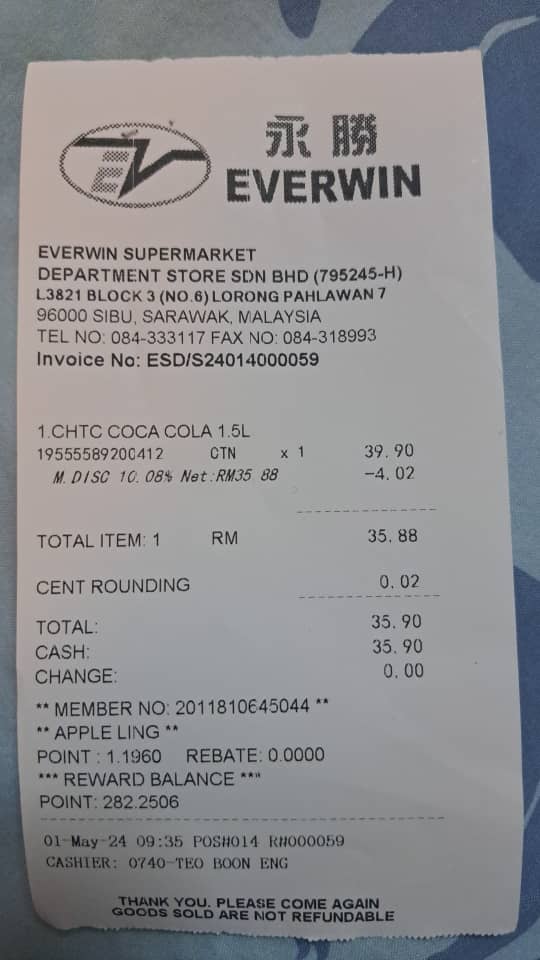 EV
永勝
EVERWIN
EVERWIN SUPERMARKET
DEPARTMENT STORE SDN BHD (795245-H)
L3821 BLOCK 3 (NO.6) LORONG PAHLAWAN 7
96000 SIBU, SARAWAK, MALAYSIA
TEL NO: 084-333117 FAX NO: 084-318993
Invoice No: ESD/S24014000059
1.CHTC COCA COLA 1.5L
19555589200412 CTN x 1 39.90
M.DISC 10.08% Net:RM35 88 -4.02
TOTAL ITEM: 1 RM 35.88
CENT ROUNDING 0.02
TOTAL: 35.90
CASH: 35.90
CHANGE: 0.00
** MEMBER NO: 2011810645044 **
** APPLE LING **
POINT : 1.1960 REBATE: 0.0000
*** REWARD BALANCE ***
POINT: 282.2506
01-May-24 09:35 POS#014 R#000059
CASHIER: 0740-TEO BOON ENG
THANK YOU. PLEASE COME AGAIN
GOODS SOLD ARE NOT REFUNDABLE